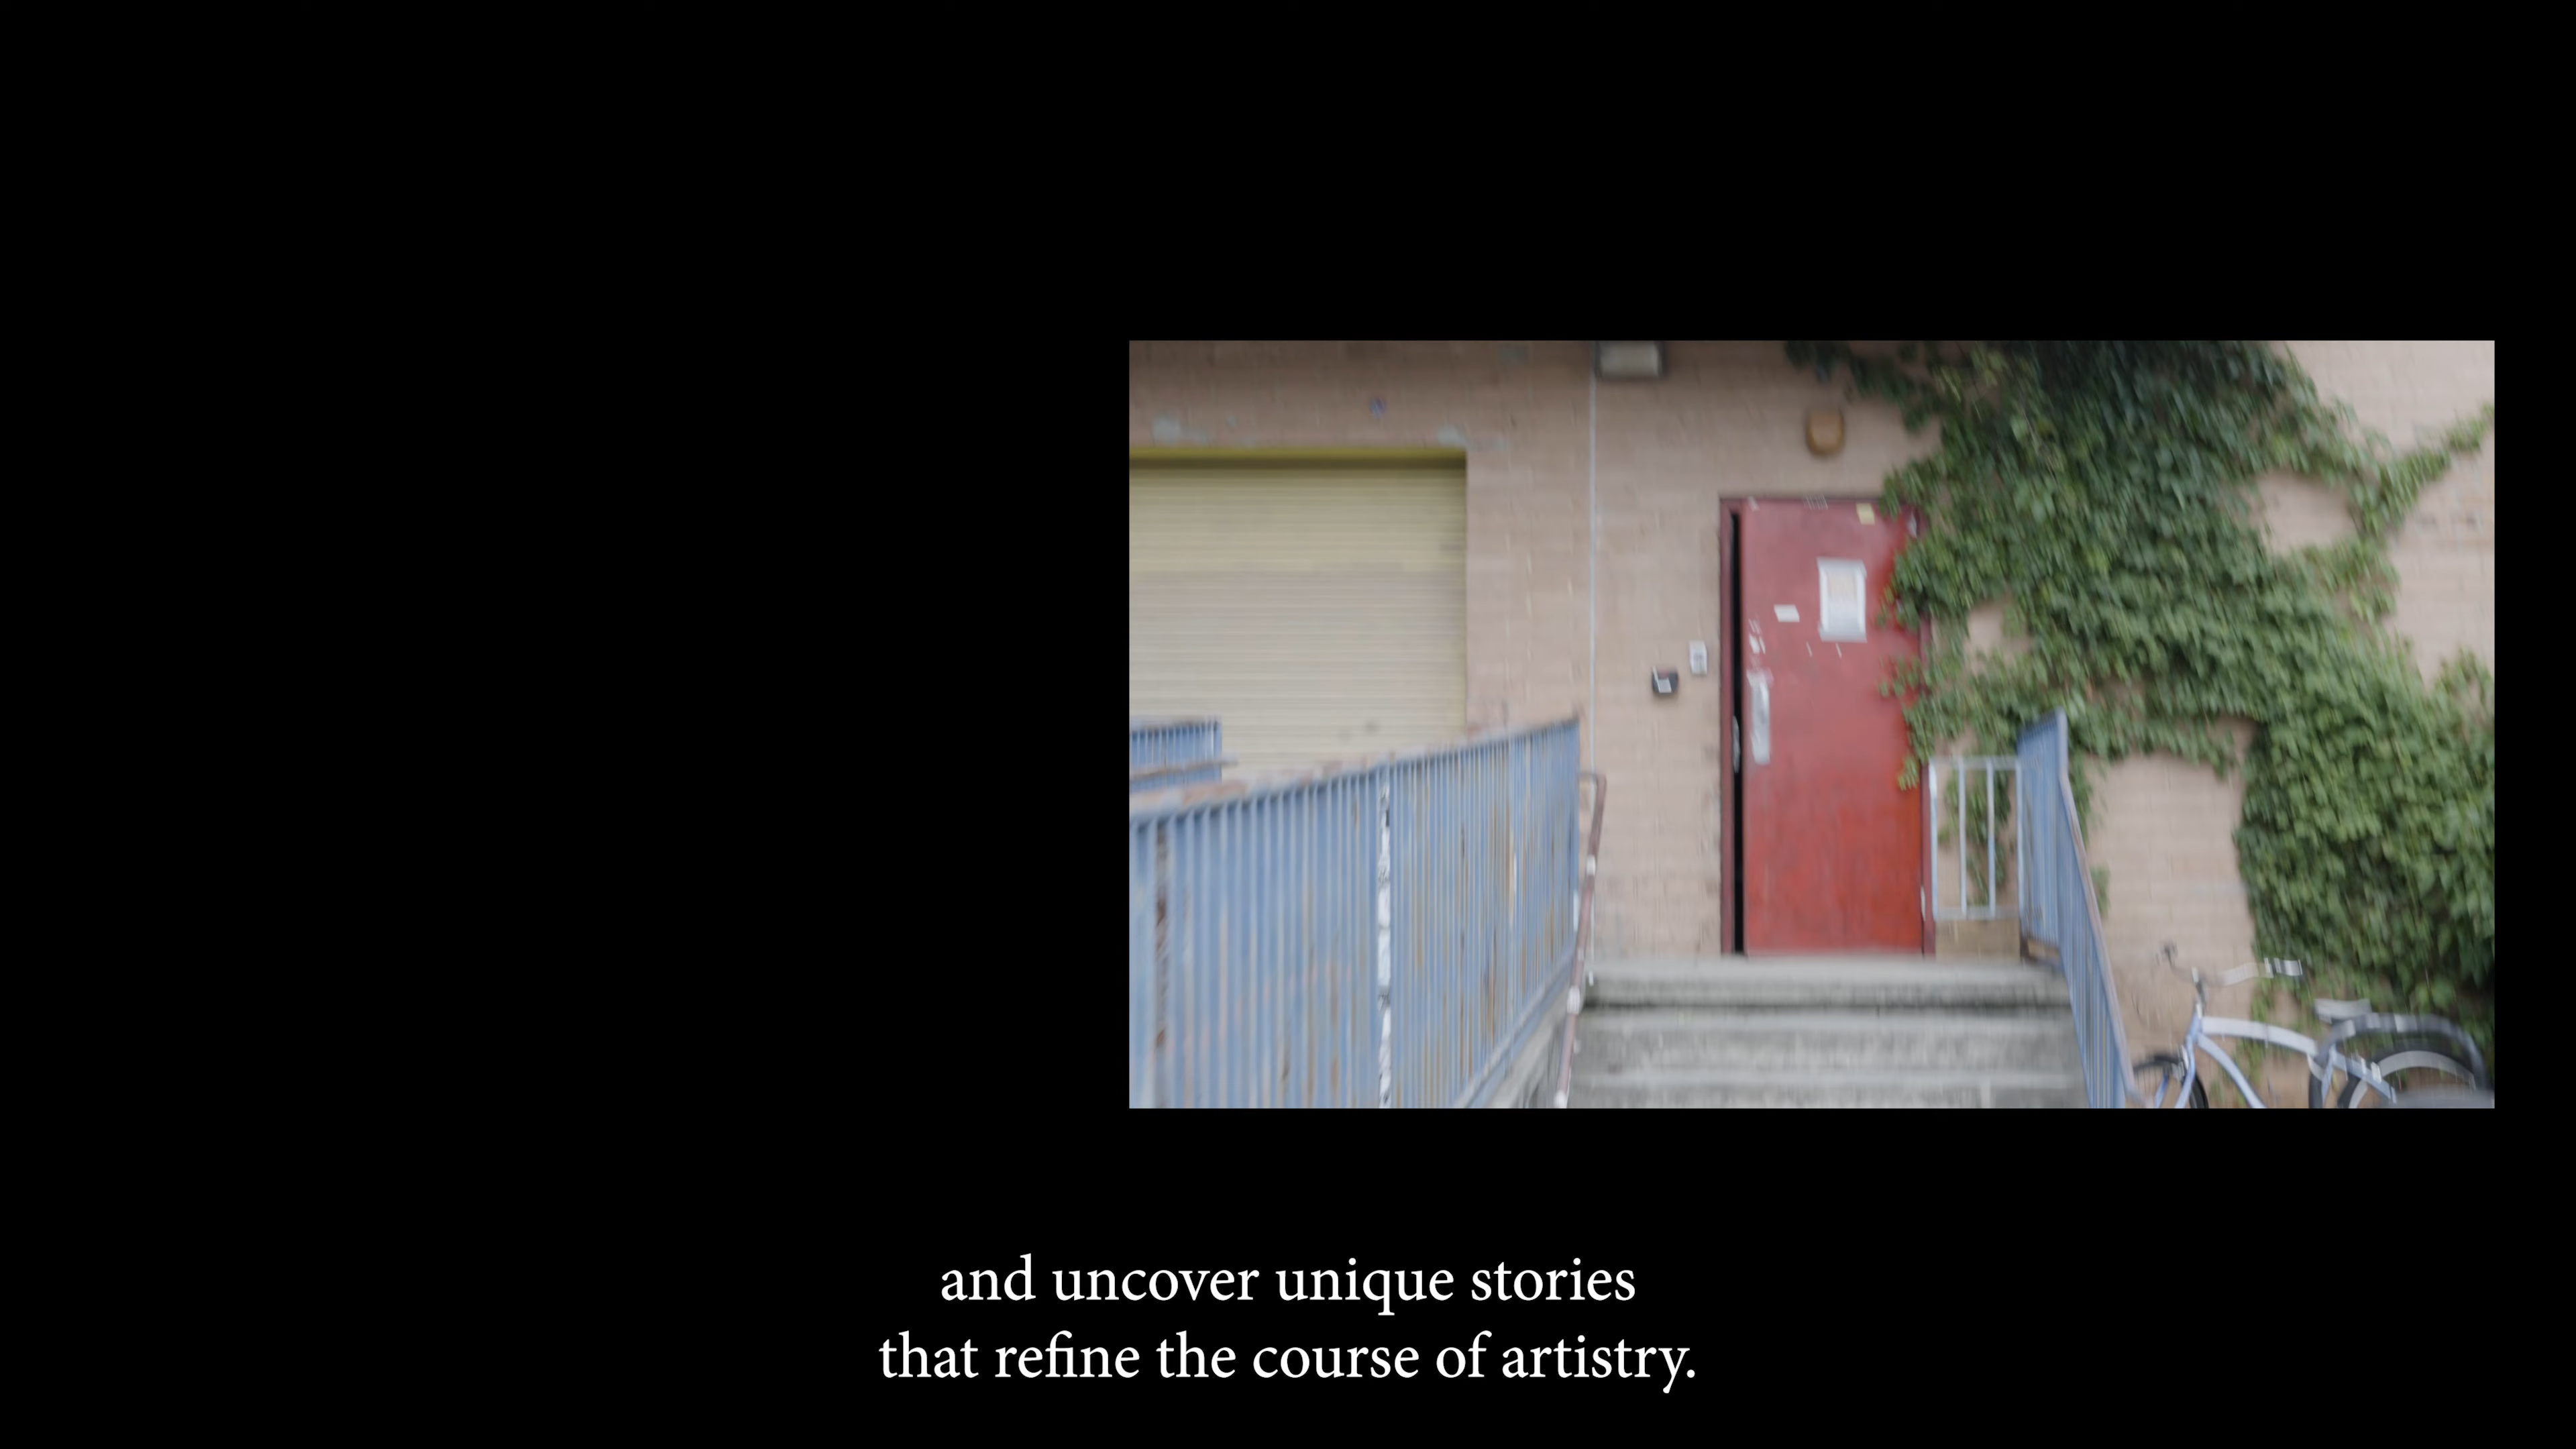 and uncover unique stories
that refine the course of artistry.